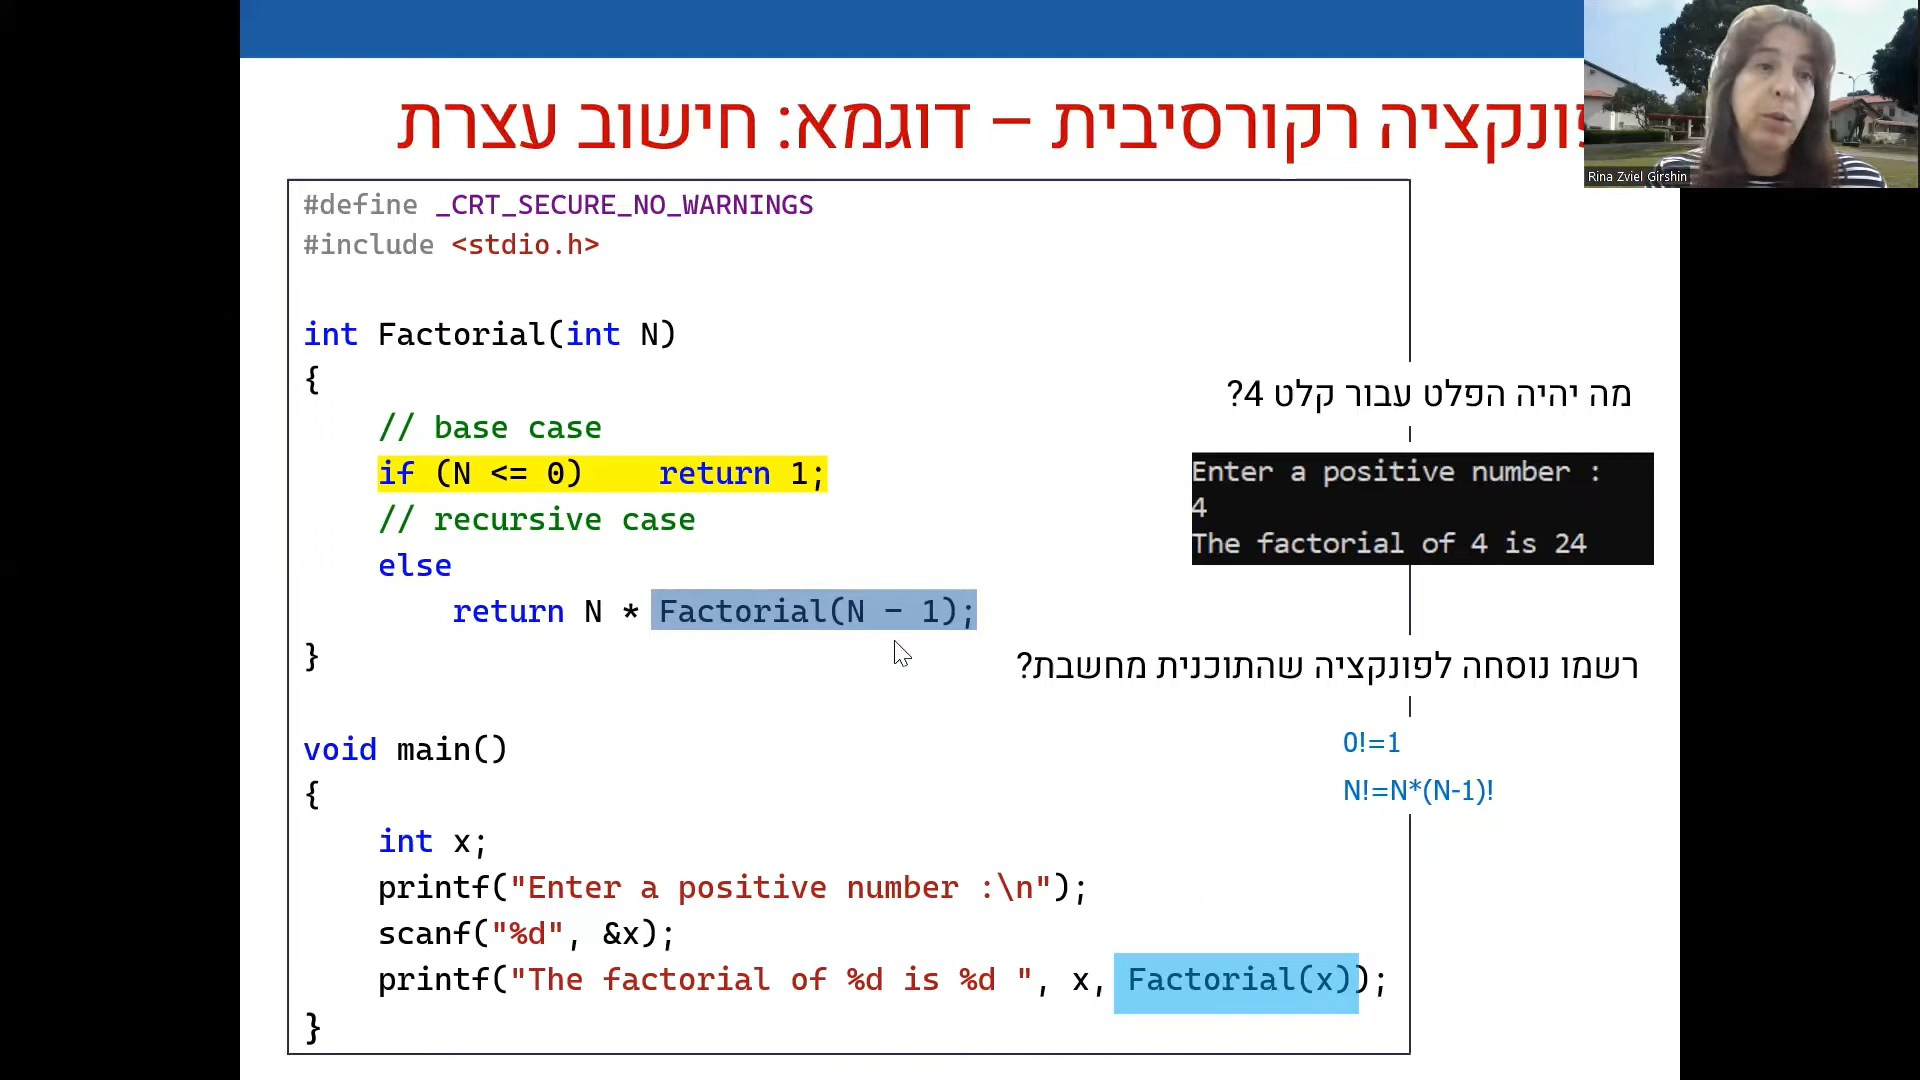 פונקציה רקורסיבית – דוגמא: חישוב עצרת
Rina Zviel Girshin
#define _CRT_SECURE_NO_WARNINGS
#include <stdio.h>
int Factorial(int N)
{
// base case
if (N <= 0) return 1;
// recursive case
else
return N * Factorial(N - 1);
}
void main()
{
int x;
printf("Enter a positive number :\n");
scanf("%d", &x);
printf("The factorial of %d is %d ", x, Factorial(x));
}
מה יהיה הפלט עבור קלט 4?
Enter a positive number :
4
The factorial of 4 is 24
רשמו נוסחה לפונקציה שהתוכנית מחשבת?
0!=1
N!=N*(N-1)!